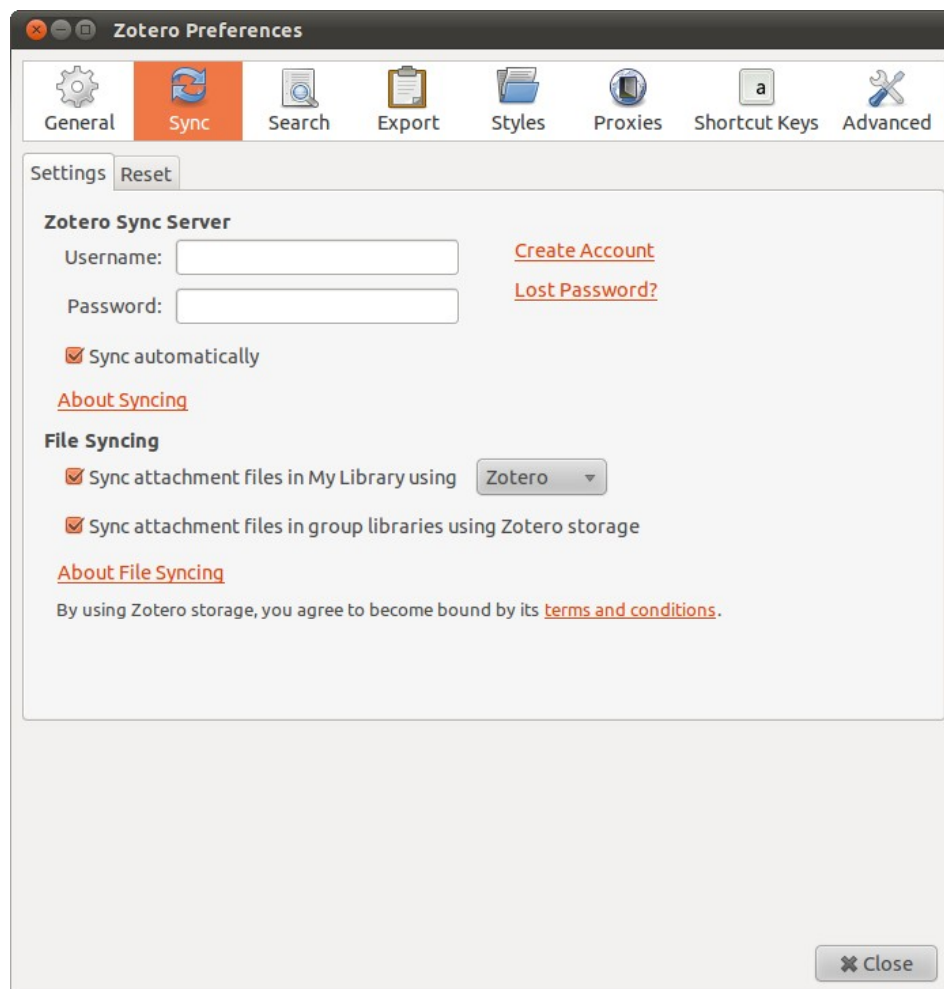 Zotero Preferences
General Sync Search Export Styles Proxies a Shortcut Keys Advanced
Settings Reset
Zotero Sync Server
Username: Create Account
Password: Lost Password?
Sync automatically
About Syncing
File Syncing
Sync attachment files in My Library using Zotero
Sync attachment files in group libraries using Zotero storage
About File Syncing
By using Zotero storage, you agree to become bound by its terms and conditions.
Close